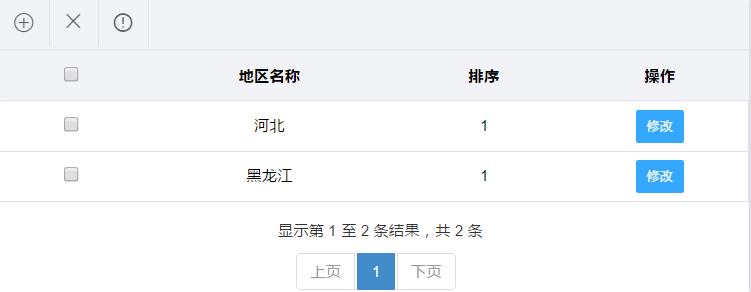 地区名称 排序 操作
河北 1 修改
黑龙江 1 修改
显示第 1 至 2 条结果，共 2 条
上页 1 下页